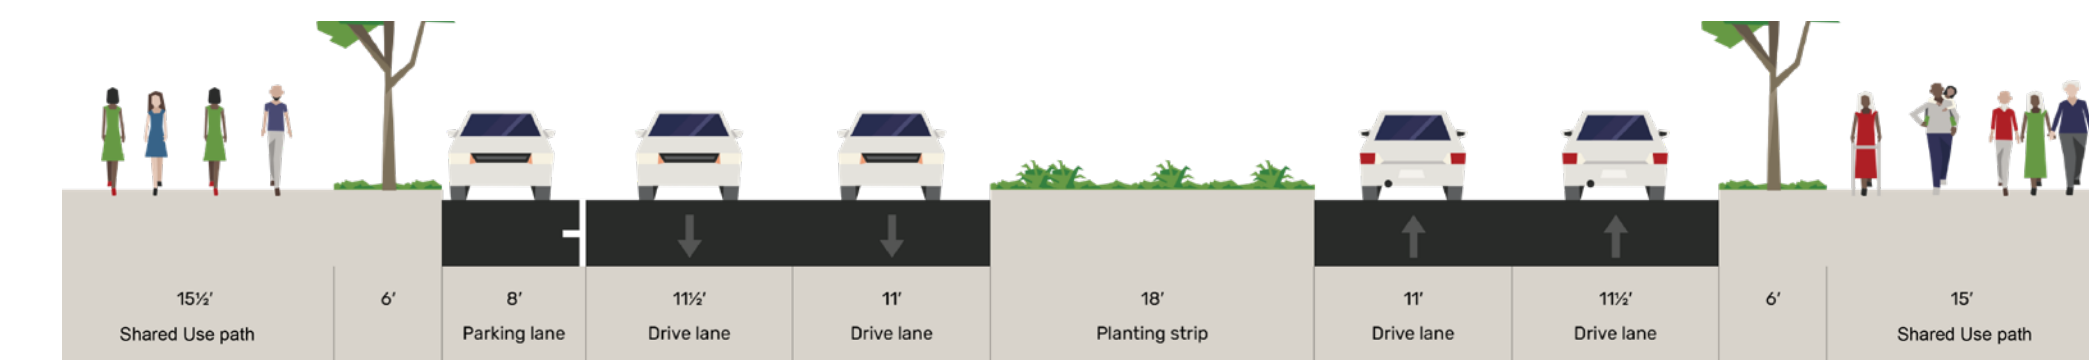 15½′ 6′ 8′ 11½′ 11′ 18′ 11′ 11½′ 6′ 15′
Shared Use path Parking lane Drive lane Drive lane Planting strip Drive lane Drive lane Shared Use path